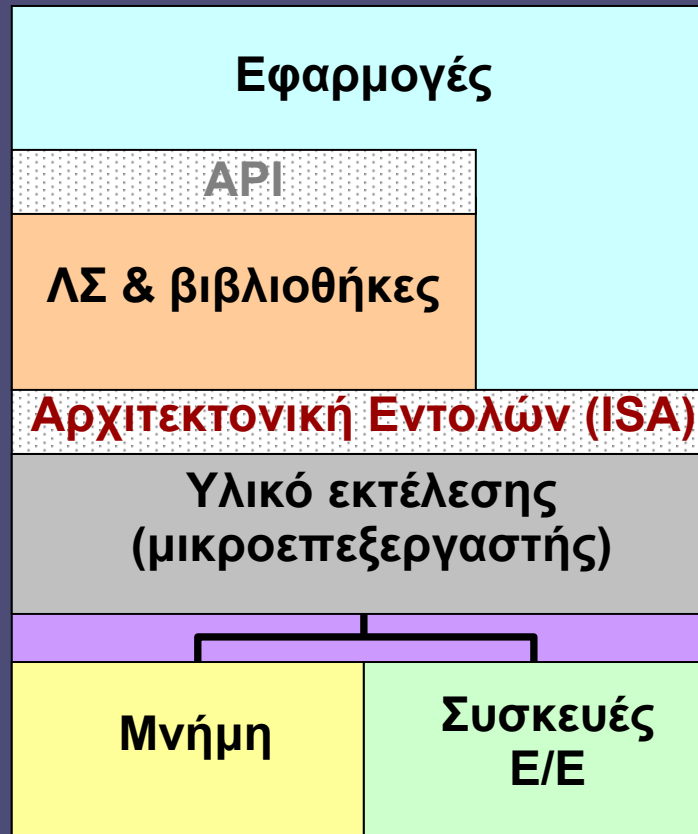 Εφαρμογές
API
ΛΣ & βιβλιοθήκες
Αρχιτεκτονική Εντολών (ISA)
Υλικό εκτέλεσης
(μικροεπεξεργαστής)
Μνήμη
Συσκευές
Ε/Ε